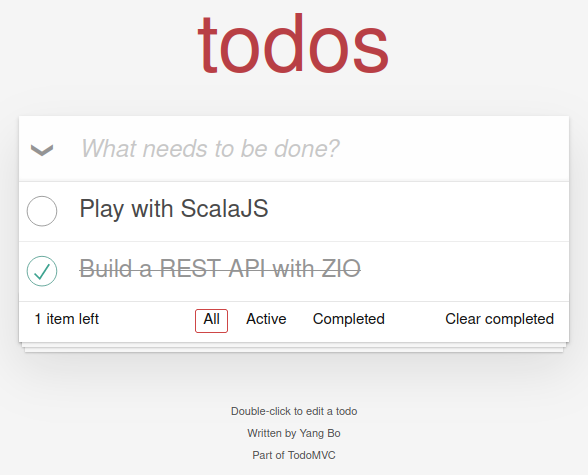 todos
What needs to be done?
Play with ScalaJS
Build a REST API with ZIO
1 item left All Active Completed Clear completed
Double-click to edit a todo
Written by Yang Bo
Part of TodoMVC